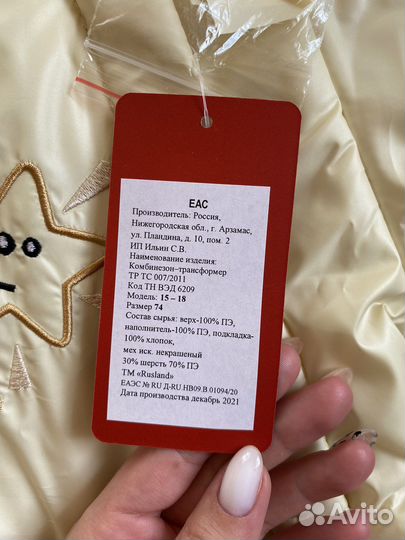 EAC
Производитель: Россия,
Нижегородская обл., г. Арзамас,
ул. Пландина, д. 10, пом. 2
ИП Ильин С.В.
Наименование изделия:
Комбинезон–трансформер
ТР ТС 007/2011
Код ТН ВЭД 6209
Модель: 15 – 18
Размер 74
Состав сырья: верх-100% ПЭ,
наполнитель-100% ПЭ, подкладка-
100% хлопок,
мех иск. некрашеный
30% шерсть 70% ПЭ
ТМ «Rusland»
ЕАЭС № RU Д-RU НВ09.В 01094/20
Дата производства декабрь 2021
Avito